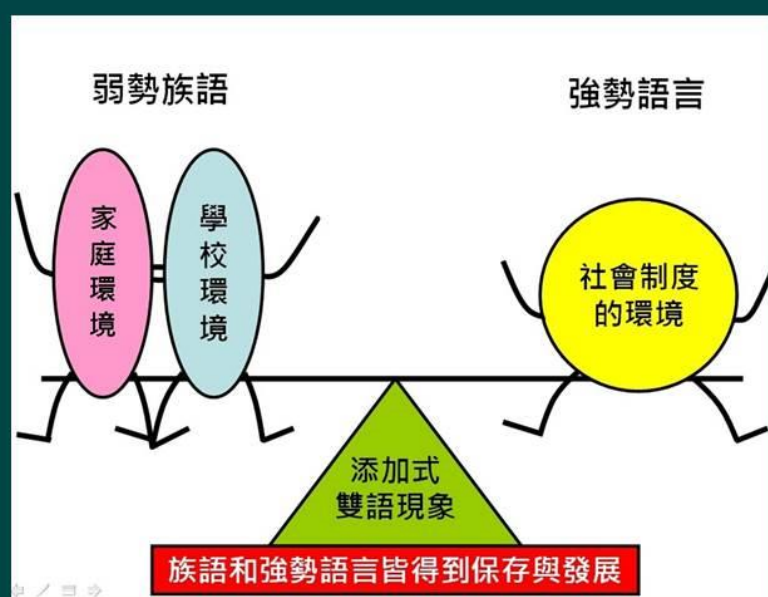 弱勢族語
強勢語言
家庭環境
學校環境
社會制度
的環境
添加式
雙語現象
族語和強勢語言皆得到保存與發展